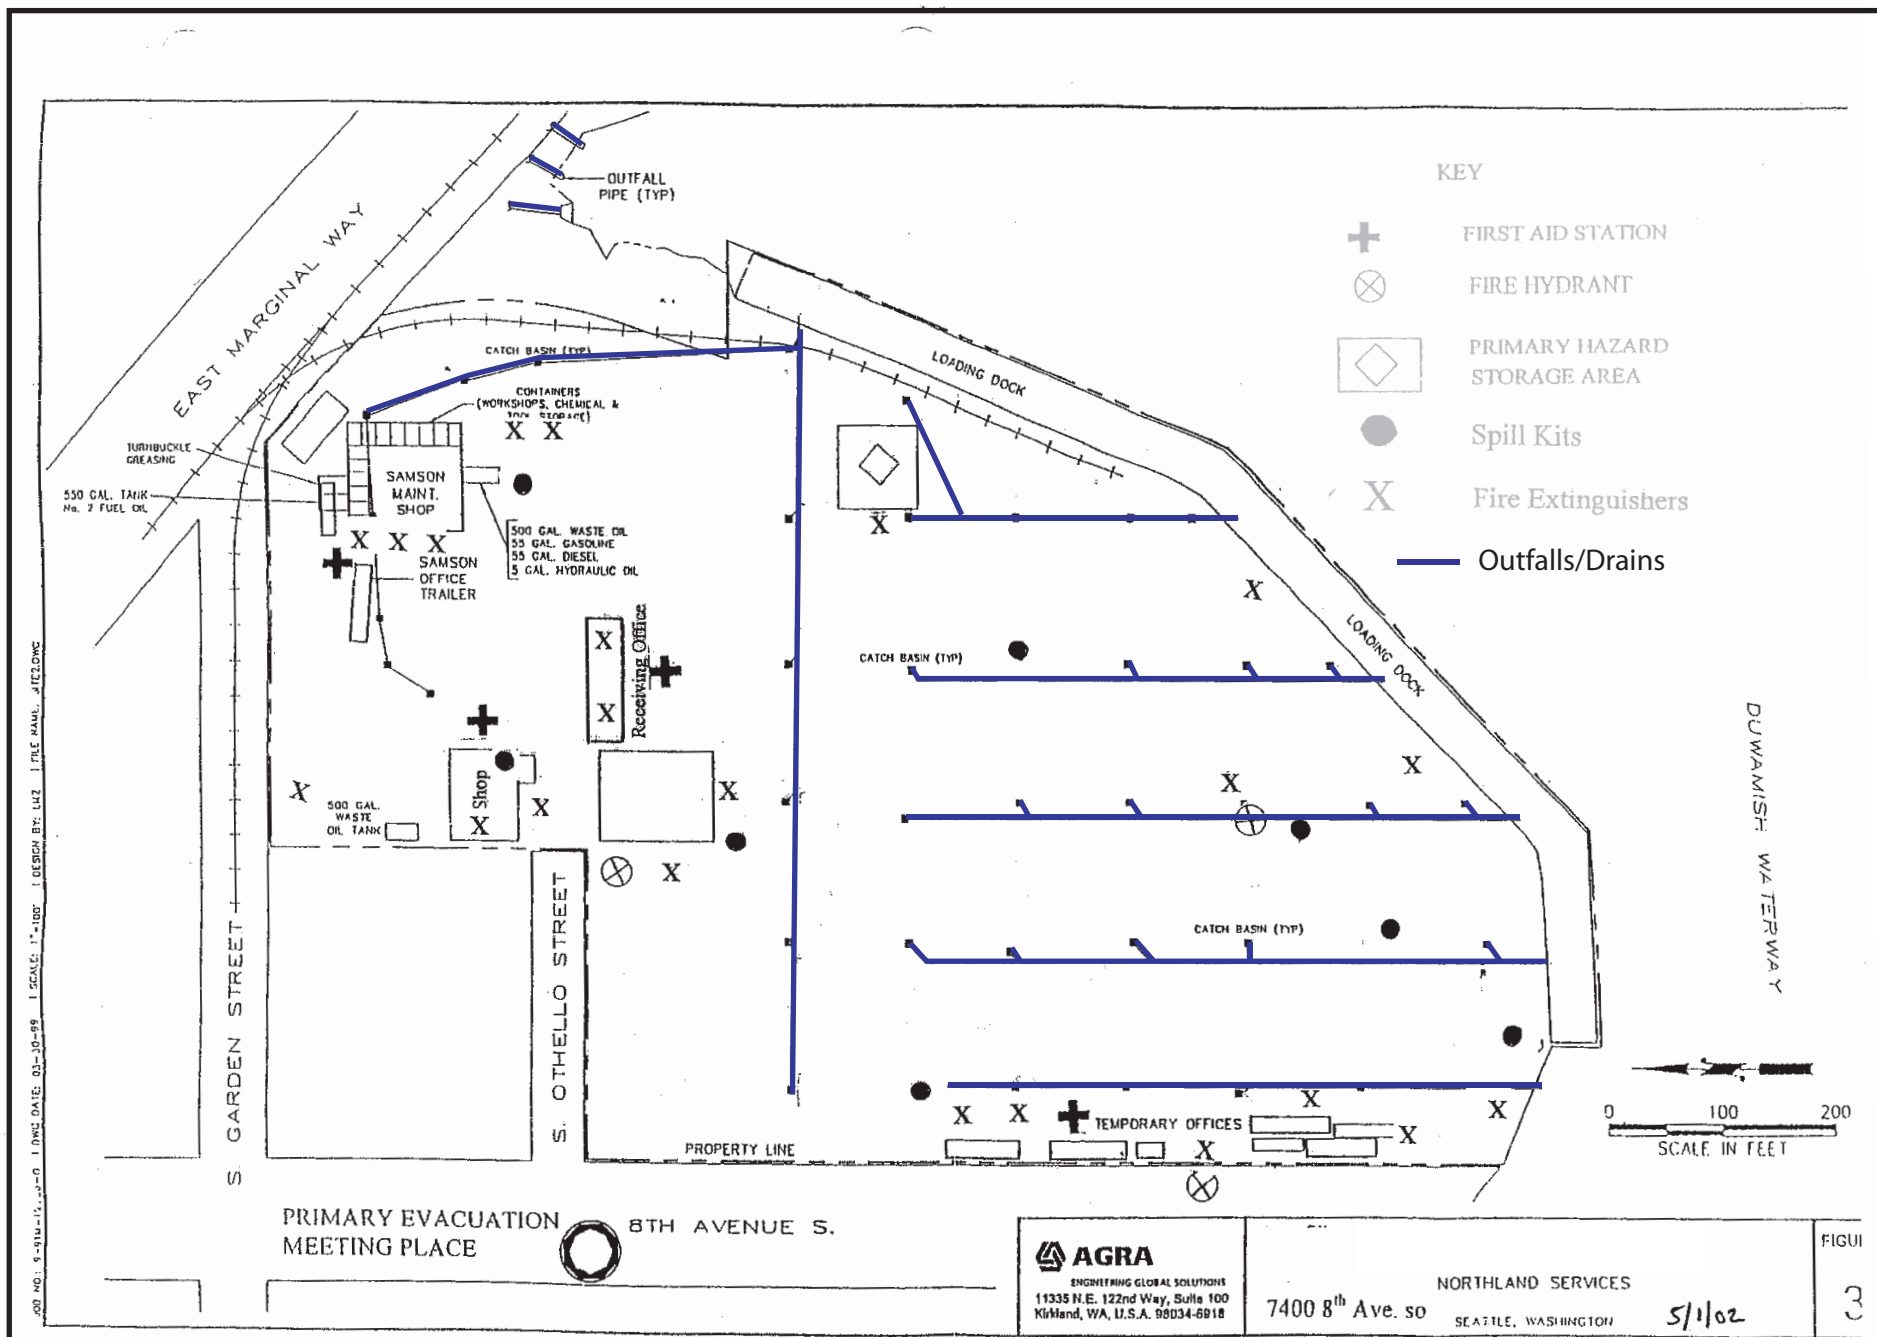 OUTFALL
PIPE (TYP)
KEY
FIRST AID STATION
FIRE HYDRANT
PRIMARY HAZARD
STORAGE AREA
Spill Kits
X Fire Extinguishers
Outfalls/Drains
EAST MARGINAL WAY
CATCH BASIN (TYP)
CONTAINERS
(WORKSHOPS, CHEMICAL &
TOOL STORAGE)
X X
LOADING DOCK
TURNBUCKLE
GREASING
550 GAL. TANK
No. 2 FUEL OIL
SAMSON
MAINT.
SHOP
500 GAL. WASTE OIL
55 GAL. GASOLINE
55 GAL. DIESEL
5 GAL. HYDRAULIC OIL
X X X
X
SAMSON
OFFICE
TRAILER
X
X
Receiving Office
X
CATCH BASIN (TYP)
LOADING DOCK
DUWAMISH WATERWAY
X
X
X
Shop
X
X
X
500 GAL.
WASTE
OIL TANK
X
X
CATCH BASIN (TYP)
S GARDEN STREET
S. OTHELLO STREET
X X
X
X
TEMPORARY OFFICES
X
X
PROPERTY LINE
0 100 200
SCALE IN FEET
PRIMARY EVACUATION
MEETING PLACE
8TH AVENUE S.
AGRA
ENGINEERING GLOBAL SOLUTIONS
11335 N.E. 122nd Way, Suite 100
Kirkland, WA, U.S.A. 98034-6918
NORTHLAND SERVICES
7400 8th Ave. so
SEATTLE, WASHINGTON
5/1/02
FIGU
3